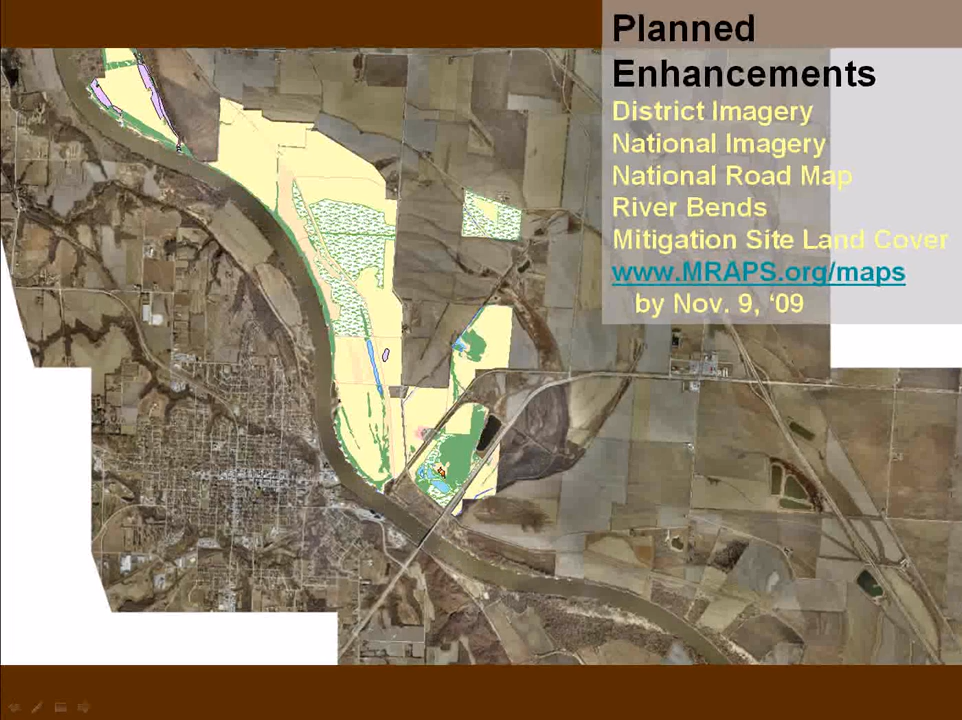 Planned
Enhancements
District Imagery
National Imagery
National Road Map
River Bends
Mitigation Site Land Cover
www.MRAPS.org/maps
by Nov. 9, ‘09